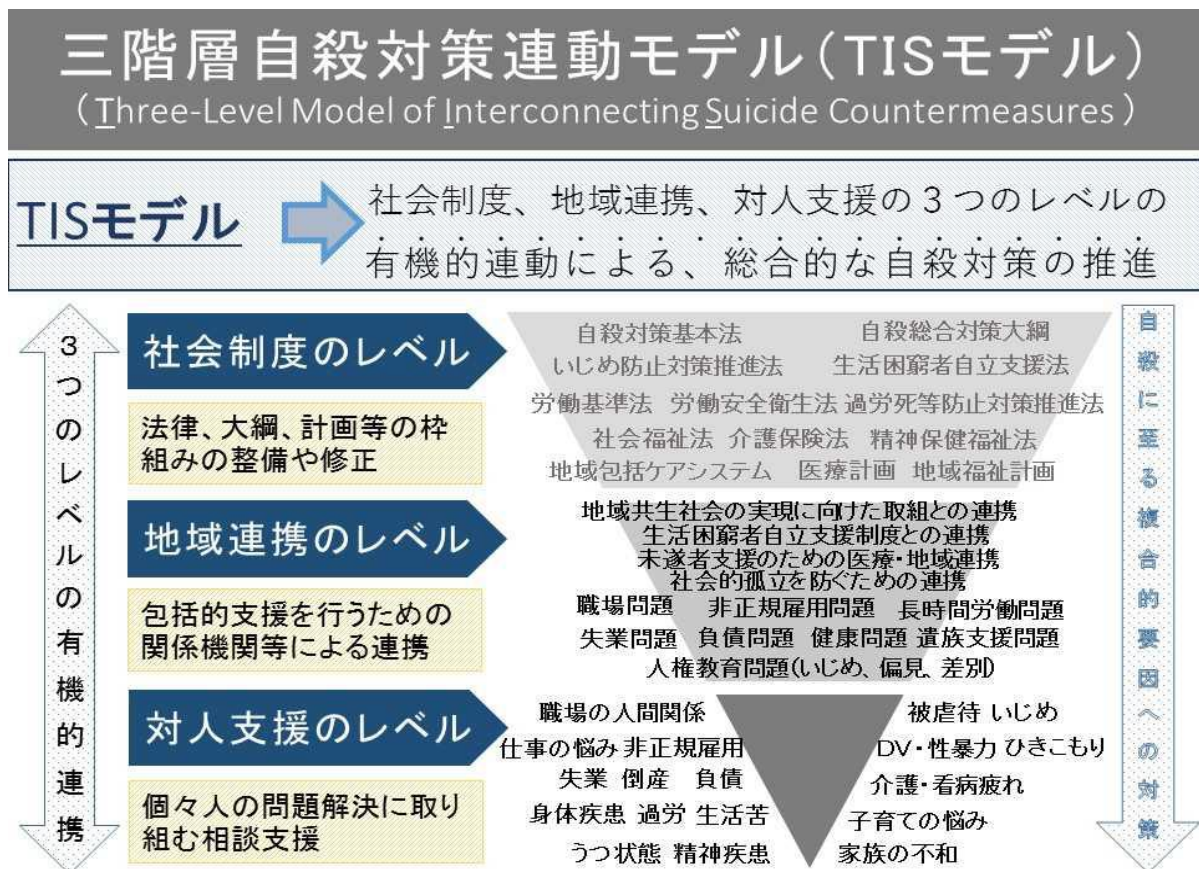 三階層自殺対策連動モデル(TISモデル)
(Three-Level Model of Interconnecting Suicide Countermeasures)
TISモデル
社会制度、地域連携、対人支援の3つのレベルの
有機的連動による、総合的な自殺対策の推進
3つのレベルの有機的連携
社会制度のレベル
法律、大綱、計画等の枠
組みの整備や修正
自殺対策基本法 自殺総合対策大綱
いじめ防止対策推進法 生活困窮者自立支援法
労働基準法 労働安全衛生法 過労死等防止対策推進法
社会福祉法 介護保険法 精神保健福祉法
地域包括ケアシステム 医療計画 地域福祉計画
地域連携のレベル
包括的支援を行うための
関係機関等による連携
地域共生社会の実現に向けた取組との連携
生活困窮者自立支援制度との連携
未遂者支援のための医療・地域連携
社会的孤立を防ぐための連携
職場問題 非正規雇用問題 長時間労働問題
失業問題 負債問題 健康問題 遺族支援問題
人権教育問題(いじめ、偏見、差別)
対人支援のレベル
個々人の問題解決に取り
組む相談支援
職場の人間関係 被虐待 いじめ
仕事の悩み 非正規雇用 DV・性暴力 ひきこもり
失業 倒産 負債 介護・看病疲れ
身体疾患 過労 生活苦 子育ての悩み
うつ状態 精神疾患 家族の不和
自殺に至る複合的要因への対策